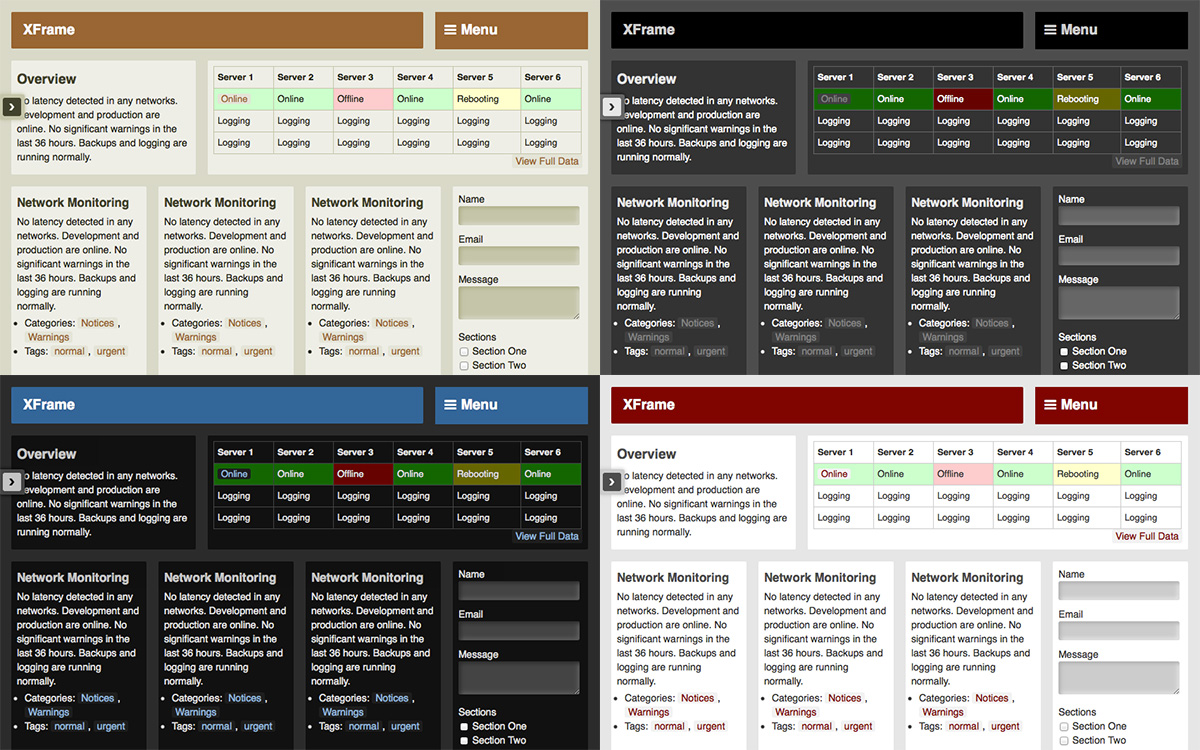 XFrame
Menu
Overview
o latency detected in any networks.
evelopment and production are
online. No significant warnings in the
last 36 hours. Backups and logging are
running normally.
Server 1 Server 2 Server 3 Server 4 Server 5 Server 6
Online Online Offline Online Rebooting Online
Logging Logging Logging Logging Logging Logging
Logging Logging Logging Logging Logging Logging
View Full Data
Network Monitoring
No latency detected in any
networks. Development and
production are online. No
significant warnings in the
last 36 hours. Backups and
logging are running
normally.
• Categories: Notices ,
Warnings
• Tags: normal , urgent
Network Monitoring
No latency detected in any
networks. Development and
production are online. No
significant warnings in the
last 36 hours. Backups and
logging are running
normally.
• Categories: Notices ,
Warnings
• Tags: normal , urgent
Network Monitoring
No latency detected in any
networks. Development and
production are online. No
significant warnings in the
last 36 hours. Backups and
logging are running
normally.
• Categories: Notices ,
Warnings
• Tags: normal , urgent
Name
Email
Message
Sections
Section One
Section Two
XFrame
Menu
Overview
o latency detected in any networks.
evelopment and production are
online. No significant warnings in the
last 36 hours. Backups and logging are
running normally.
Server 1 Server 2 Server 3 Server 4 Server 5 Server 6
Online Online Offline Online Rebooting Online
Logging Logging Logging Logging Logging Logging
Logging Logging Logging Logging Logging Logging
View Full Data
Network Monitoring
No latency detected in any
networks. Development and
production are online. No
significant warnings in the
last 36 hours. Backups and
logging are running
normally.
• Categories: Notices ,
Warnings
• Tags: normal , urgent
Network Monitoring
No latency detected in any
networks. Development and
production are online. No
significant warnings in the
last 36 hours. Backups and
logging are running
normally.
• Categories: Notices ,
Warnings
• Tags: normal , urgent
Network Monitoring
No latency detected in any
networks. Development and
production are online. No
significant warnings in the
last 36 hours. Backups and
logging are running
normally.
• Categories: Notices ,
Warnings
• Tags: normal , urgent
Name
Email
Message
Sections
Section One
Section Two
XFrame
Menu
Overview
o latency detected in any networks.
evelopment and production are
online. No significant warnings in the
last 36 hours. Backups and logging are
running normally.
Server 1 Server 2 Server 3 Server 4 Server 5 Server 6
Online Online Offline Online Rebooting Online
Logging Logging Logging Logging Logging Logging
Logging Logging Logging Logging Logging Logging
View Full Data
Network Monitoring
No latency detected in any
networks. Development and
production are online. No
significant warnings in the
last 36 hours. Backups and
logging are running
normally.
• Categories: Notices ,
Warnings
• Tags: normal , urgent
Network Monitoring
No latency detected in any
networks. Development and
production are online. No
significant warnings in the
last 36 hours. Backups and
logging are running
normally.
• Categories: Notices ,
Warnings
• Tags: normal , urgent
Network Monitoring
No latency detected in any
networks. Development and
production are online. No
significant warnings in the
last 36 hours. Backups and
logging are running
normally.
• Categories: Notices ,
Warnings
• Tags: normal , urgent
Name
Email
Message
Sections
Section One
Section Two
XFrame
Menu
Overview
o latency detected in any networks.
evelopment and production are
online. No significant warnings in the
last 36 hours. Backups and logging are
running normally.
Server 1 Server 2 Server 3 Server 4 Server 5 Server 6
Online Online Offline Online Rebooting Online
Logging Logging Logging Logging Logging Logging
Logging Logging Logging Logging Logging Logging
View Full Data
Network Monitoring
No latency detected in any
networks. Development and
production are online. No
significant warnings in the
last 36 hours. Backups and
logging are running
normally.
• Categories: Notices ,
Warnings
• Tags: normal , urgent
Network Monitoring
No latency detected in any
networks. Development and
production are online. No
significant warnings in the
last 36 hours. Backups and
logging are running
normally.
• Categories: Notices ,
Warnings
• Tags: normal , urgent
Network Monitoring
No latency detected in any
networks. Development and
production are online. No
significant warnings in the
last 36 hours. Backups and
logging are running
normally.
• Categories: Notices ,
Warnings
• Tags: normal , urgent
Name
Email
Message
Sections
Section One
Section Two